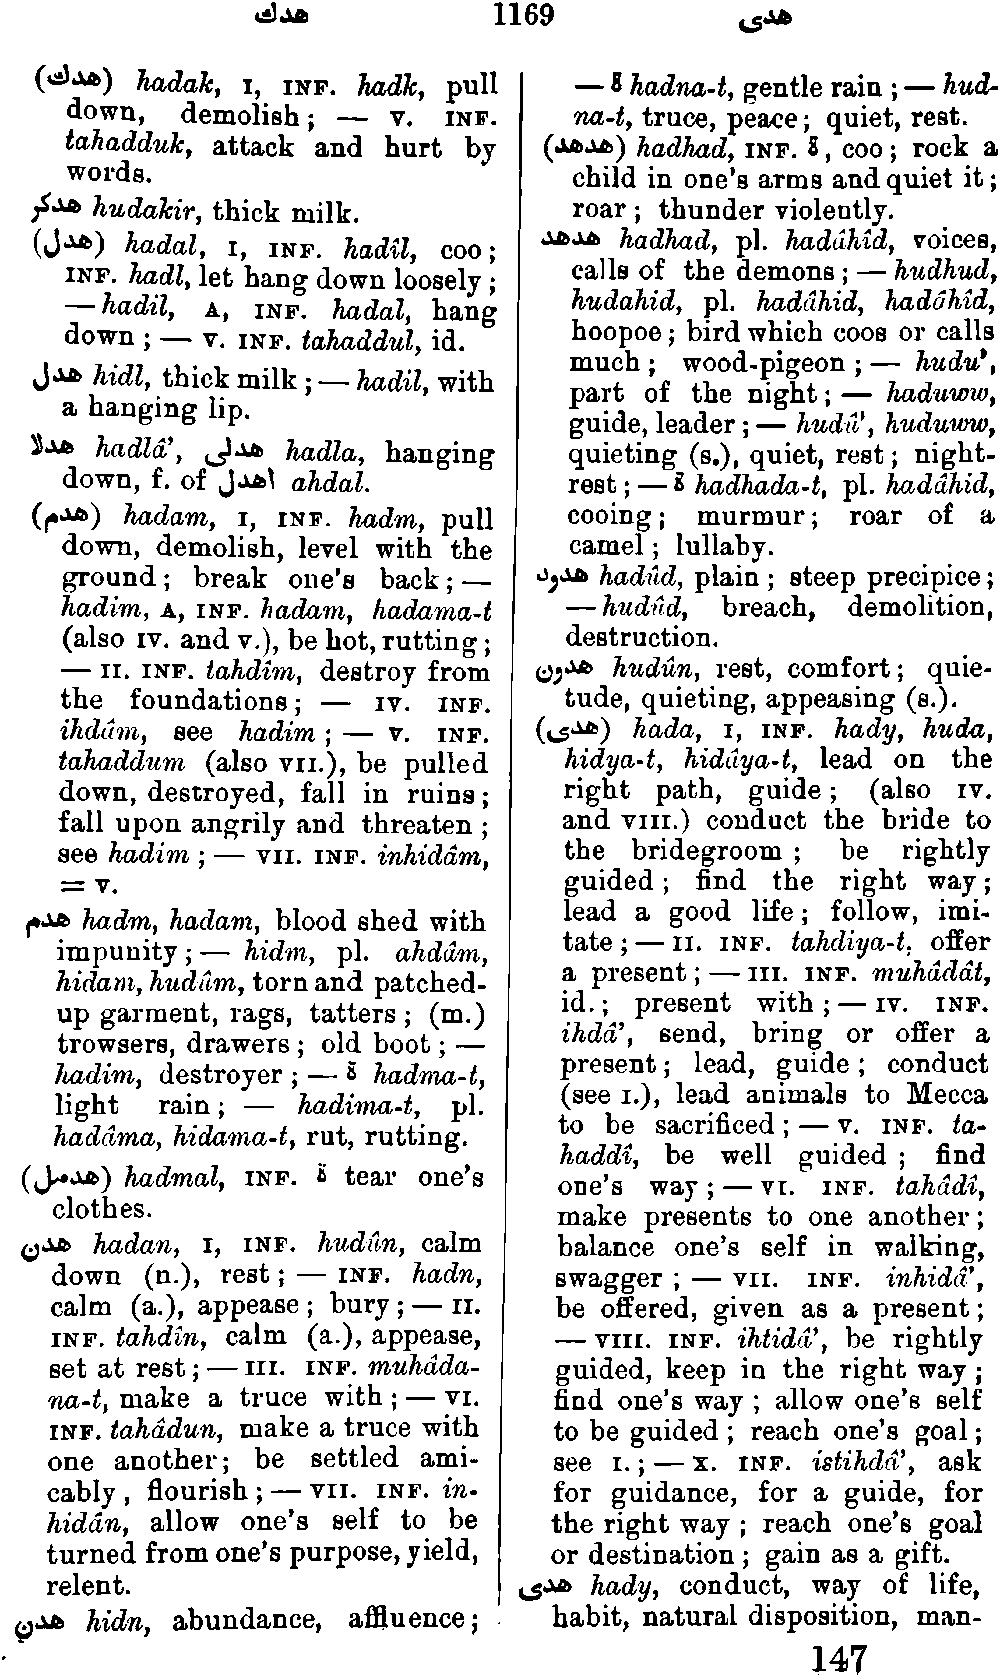 هدك 1169 هدى
(هدك) hadak, I, INF. hadk, pull
down, demolish; — V. INF.
tahadduk, attack and hurt by
words.
هدكر hudakir, thick milk.
(هدل) hadal, I, INF. hadîl, coo;
INF. hadl, let hang down loosely;
— hadil, A, INF. hadal, hang
down; — V. INF. tahaddul, id.
هدل hidl, thick milk; — hadil, with
a hanging lip.
هدلا hadlâ’, هدلى hadla, hanging
down, f. of اهدل ahdal.
(هدم) hadam, I, INF. hadm, pull
down, demolish, level with the
ground; break one's back; —
hadim, A, INF. hadam, hadama-t
(also IV. and V.), be hot, rutting;
— II. INF. tahdîm, destroy from
the foundations; — IV. INF.
ihdâm, see hadim; — V. INF.
tahaddum (also VII.), be pulled
down, destroyed, fall in ruins;
fall upon angrily and threaten;
see hadim; — VII. INF. inhidâm,
= V.
هدم hadm, hadam, blood shed with
impunity; — hidm, pl. ahdâm,
hidam, hudûm, torn and patched-
up garment, rags, tatters; (m.)
trowsers, drawers; old boot; —
hadim, destroyer; — ة hadma-t,
light rain; — hadima-t, pl.
hadâma, hidama-t, rut, rutting.
(هدمل) hadmal, INF. ة tear one's
clothes.
هدن hadan, I, INF. hudûn, calm
down (n.), rest; — INF. hadn,
calm (a.), appease; bury; — II.
INF. tahdîn, calm (a.), appease,
set at rest; — III. INF. muhâda-
na-t, make a truce with; — VI.
INF. tahâdun, make a truce with
one another; be settled ami-
cably, flourish; — VII. INF. in-
hidân, allow one's self to be
turned from one's purpose, yield,
relent.
هدن hidn, abundance, affluence;
— ة hadna-t, gentle rain; — hud-
na-t, truce, peace; quiet, rest.
(هدهد) hadhad, INF. ة, coo; rock a
child in one's arms and quiet it;
roar; thunder violently.
هدهد hadhad, pl. hadâhîd, voices,
calls of the demons; — hudhud,
hudahid, pl. hadâhid, hadâhîd,
hoopoe; bird which coos or calls
much; wood-pigeon; — hudu’,
part of the night; — haduww,
guide, leader; — hudû’, huduww,
quieting (s.), quiet, rest; night-
rest; — ة hadhada-t, pl. hadâhid,
cooing; murmur; roar of a
camel; lullaby.
هدود hadûd, plain; steep precipice;
— hudûd, breach, demolition,
destruction.
هدون hudûn, rest, comfort; quie-
tude, quieting, appeasing (s.).
(هدى) hada, I, INF. hady, huda,
hidya-t, hidâya-t, lead on the
right path, guide; (also IV.
and VIII.) conduct the bride to
the bridegroom; be rightly
guided; find the right way;
lead a good life; follow, imi-
tate; — II. INF. tahdiya-t, offer
a present; — III. INF. muhâdât,
id.; present with; — IV. INF.
ihdâ’, send, bring or offer a
present; lead, guide; conduct
(see I.), lead animals to Mecca
to be sacrificed; — V. INF. ta-
haddî, be well guided; find
one's way; — VI. INF. tahâdî,
make presents to one another;
balance one's self in walking,
swagger; — VII. INF. inhidâ’,
be offered, given as a present;
— VIII. INF. ihtidâ’, be rightly
guided, keep in the right way;
find one's way; allow one's self
to be guided; reach one's goal;
see I.; — X. INF. istihdâ’, ask
for guidance, for a guide, for
the right way; reach one's goal
or destination; gain as a gift.
هدى hady, conduct, way of life,
habit, natural disposition, man-
147